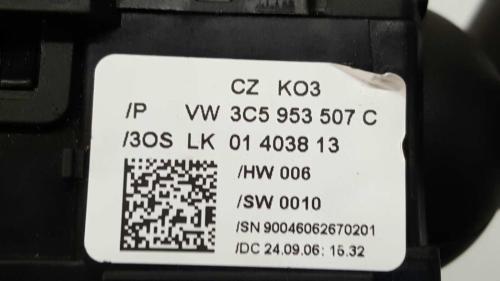 CZ KO3
/P VW 3C5 953 507 C
/3OS LK 01 4038 13
/HW 006
/SW 0010
/SN 90046062670201
/DC 24.09.06; 15.32